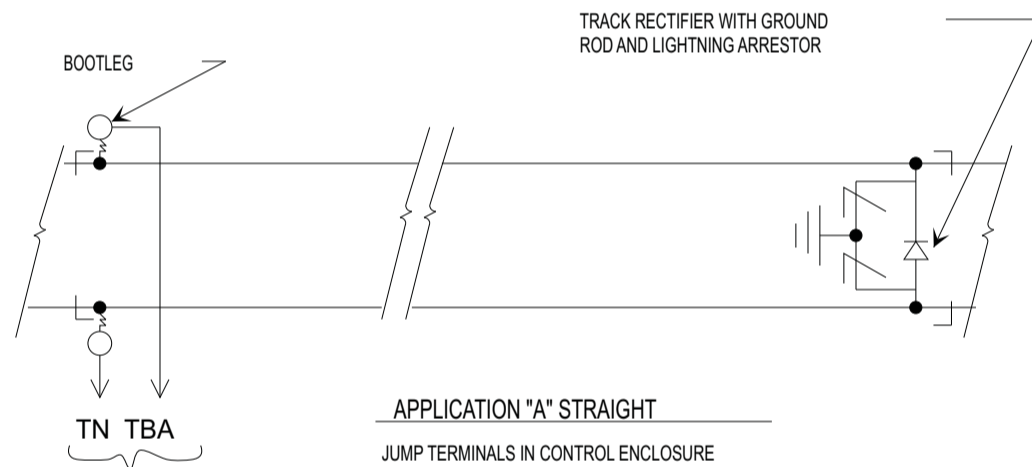 TRACK RECTIFIER WITH GROUND
ROD AND LIGHTNING ARRESTOR
BOOTLEG
TN TBA
APPLICATION "A" STRAIGHT
JUMP TERMINALS IN CONTROL ENCLOSURE